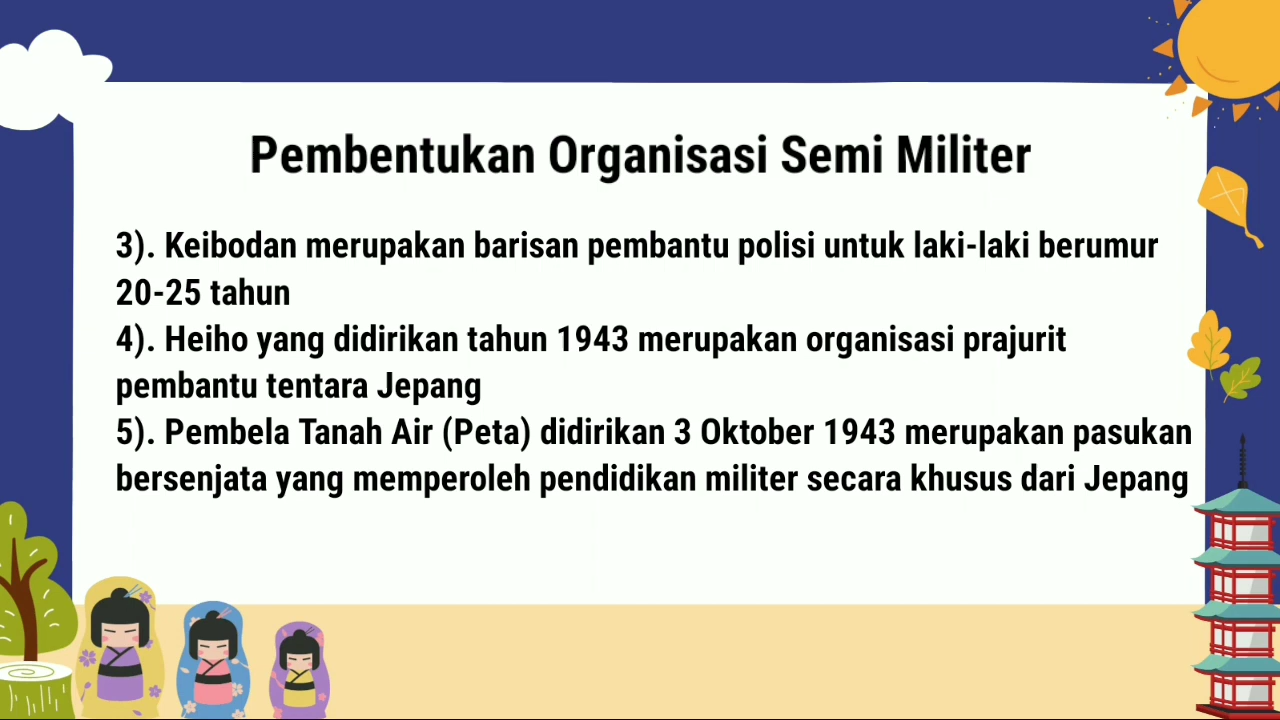 Pembentukan Organisasi Semi Militer
3). Keibodan merupakan barisan pembantu polisi untuk laki-laki berumur
20-25 tahun
4). Heiho yang didirikan tahun 1943 merupakan organisasi prajurit
pembantu tentara Jepang
5). Pembela Tanah Air (Peta) didirikan 3 Oktober 1943 merupakan pasukan
bersenjata yang memperoleh pendidikan militer secara khusus dari Jepang